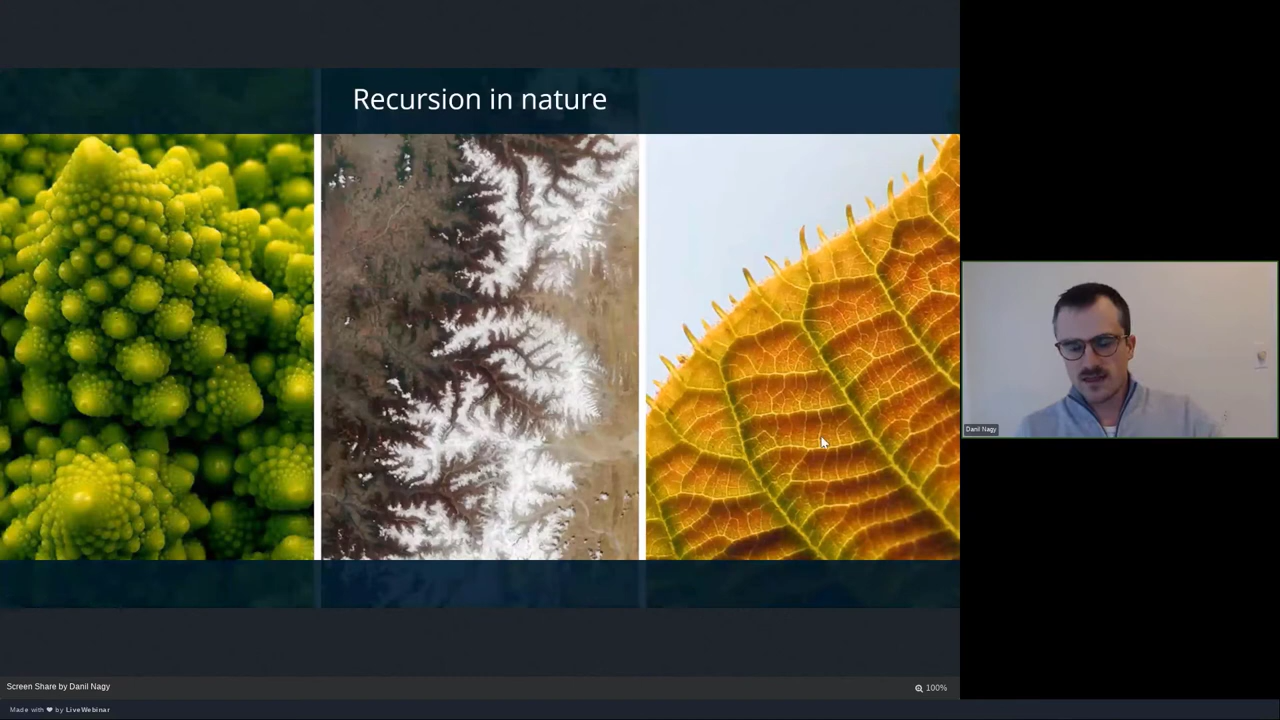 Recursion in nature
Danil Nagy
Screen Share by Danil Nagy
100%
Made with ❤ by LiveWebinar